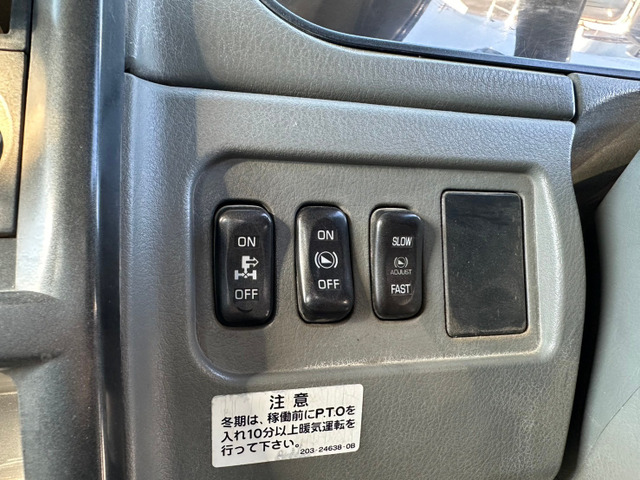 ON
OFF
ON
OFF
SLOW
ADJUST
FAST
注意
冬期は、稼働前にP.T.Oを
入れ10分以上暖気運転を
行って下さい。
203-24638-0B